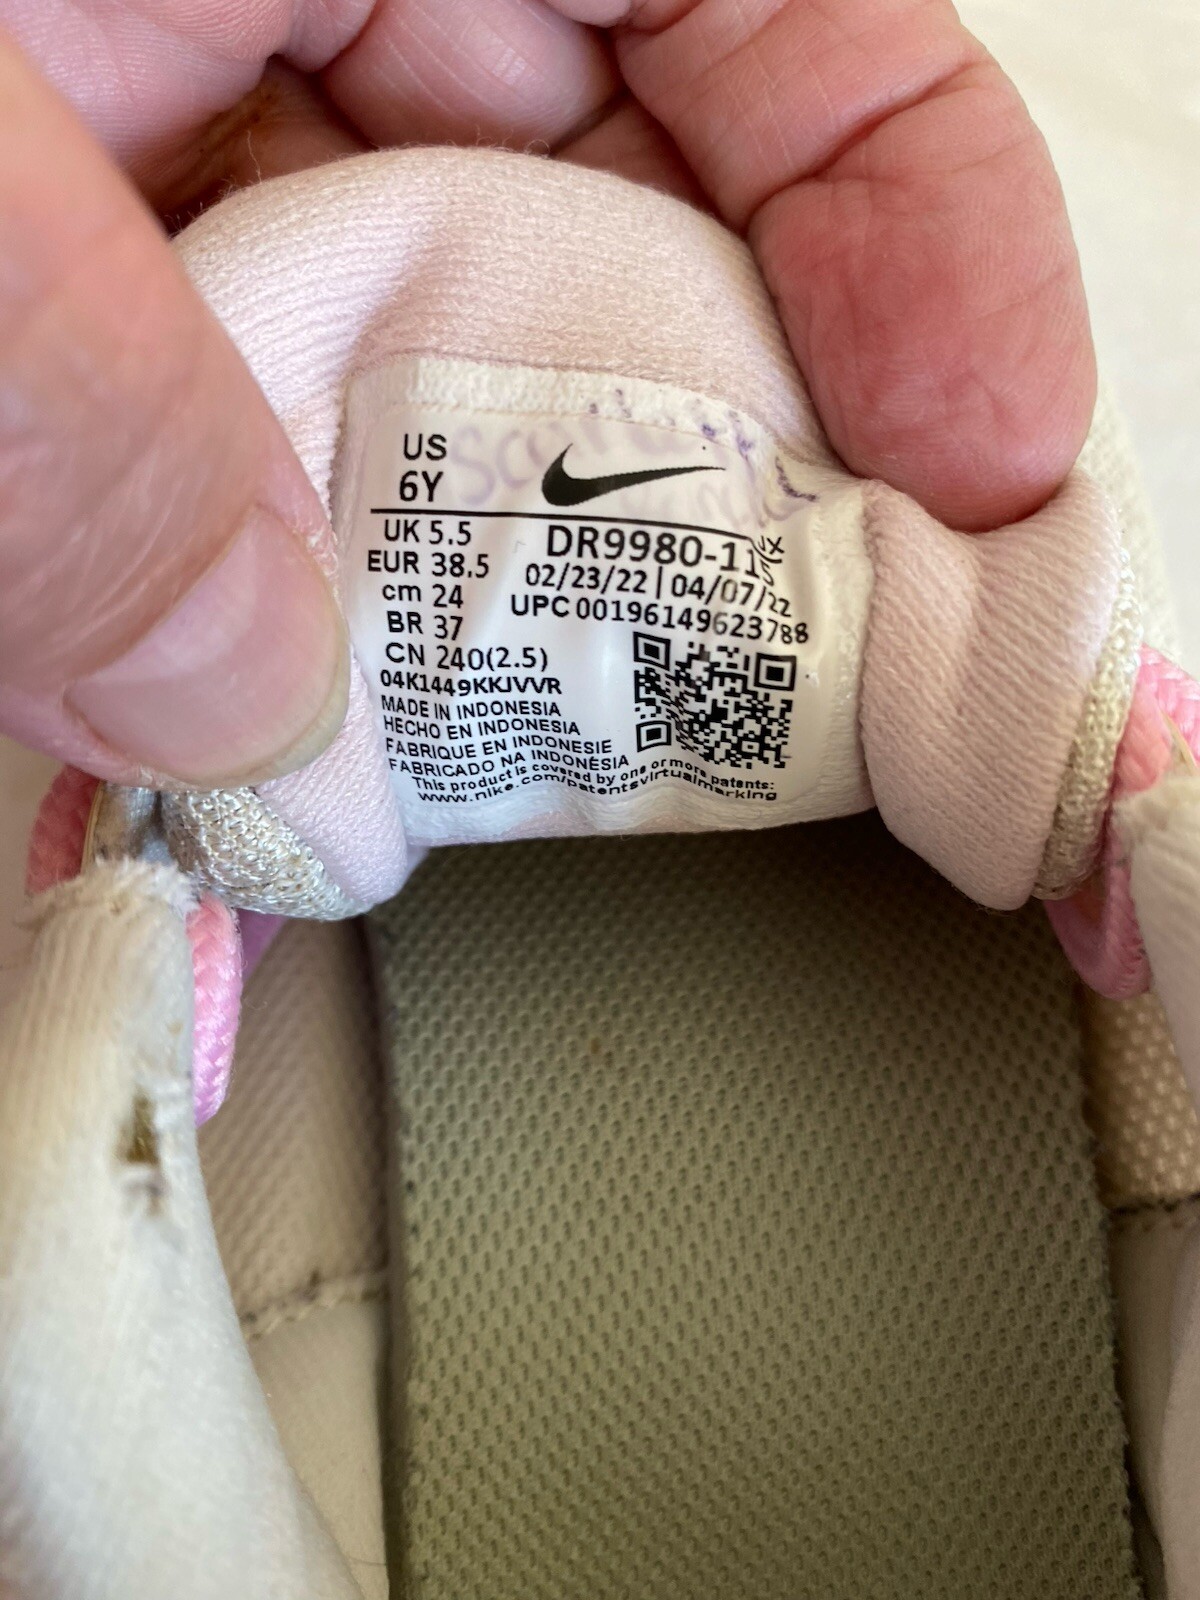 US
6Y
UK 5.5
EUR 38.5
cm 24
BR 37
CN 240(2.5)
04K1449KKJVVR
MADE IN INDONESIA
HECHO EN INDONESIA
FABRIQUE EN INDONESIE
FABRICADO NA INDONÉSIA
DR9980-11
02/23/22 | 04/07/22
UPC 00196149623788
This product is covered by one or more patents:
www.nike.com/patentsvirtualmarking